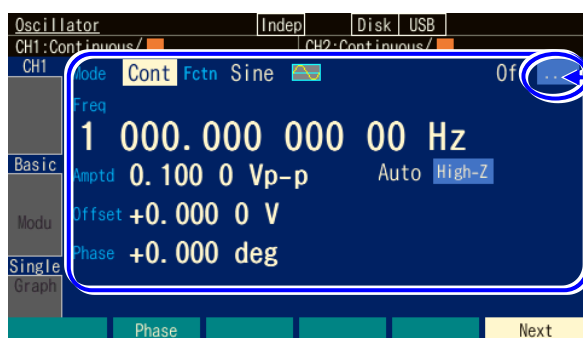 Oscillator Indep Disk USB
CH1:Continuous/ CH2:Continuous/
CH1 Mode Cont Fctn Sine ...
Freq
1 000.000 000 00 Hz
Basic Amptd 0.100 0 Vp-p Auto High-Z
Modu Offset +0.000 0 V
Phase +0.000 deg
Single
Graph
Phase Next